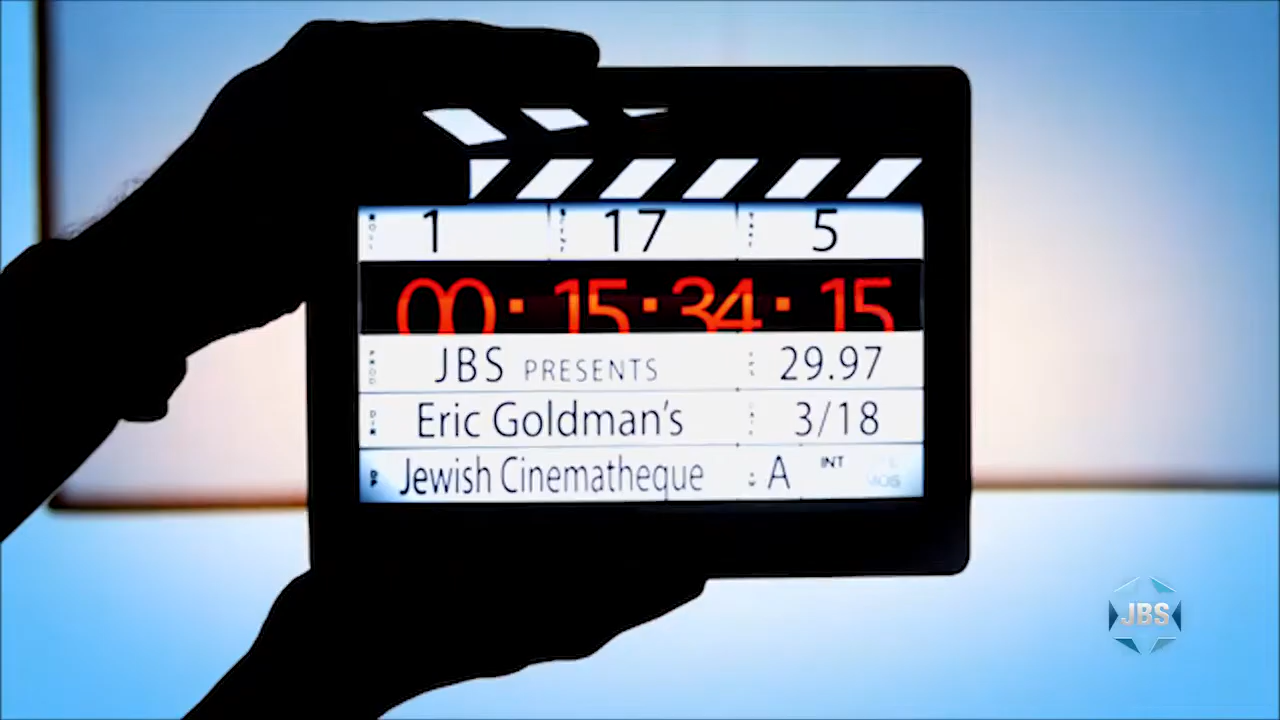 1 17 5
00:15:34:15
JBS PRESENTS 29.97
Eric Goldman's 3/18
Jewish Cinematheque A INT
MOS
JBS